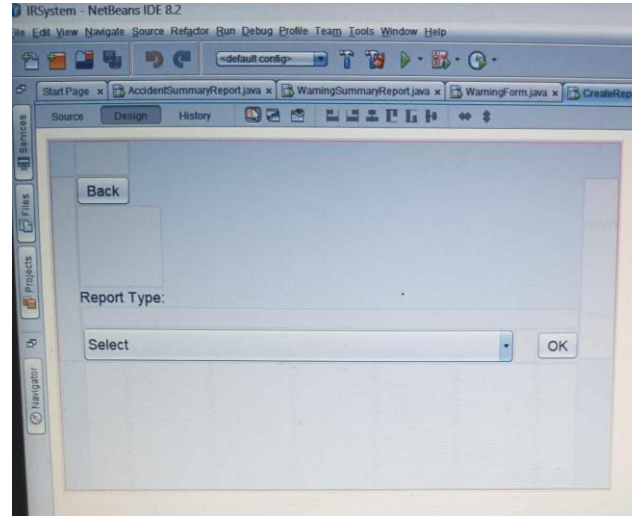 IRSystem - NetBeans IDE 8.2
File Edit View Navigate Source Refactor Run Debug Profile Team Tools Window Help
<default config>
Start Page AccidentSummaryReport.java WarningSummaryReport.java WarningForm.java CreateRep
Source Design History
Services
Files
Projects
Navigator
Back
Report Type:
Select
OK